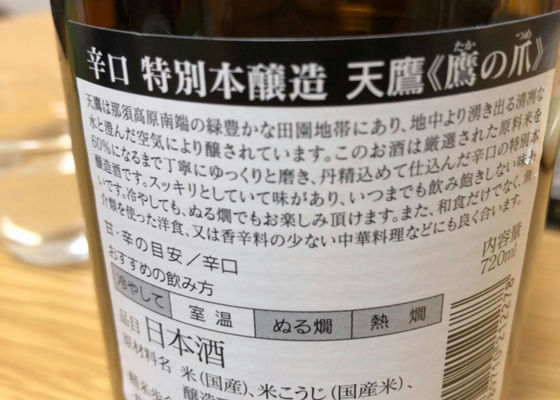 辛口 特別本醸造 天鷹《鷹の爪》
たか
つめ
天鷹は那須高原南端の緑豊かな田園地帯にあり、地中より湧き出る清冽な
水と澄んだ空気により醸されています。このお酒は厳選された原料米を
60%になるまで丁寧にゆっくりと磨き、丹精込めて仕込んだ辛口の特別本
醸造酒です。スッキリとしていて味があり、いつまでも飲み飽きしない味わ
いです。冷やしても、ぬる燗でもお楽しみ頂けます。また、和食だけでなく、魚
介類を使った洋食、又は香辛料の少ない中華料理などにも良く合います。
甘・辛の目安/辛口
内容量
720ml
おすすめの飲み方
冷やして 室温 ぬる燗 熱燗
品目 日本酒
原材料名 米(国産)、米こうじ(国産米)、